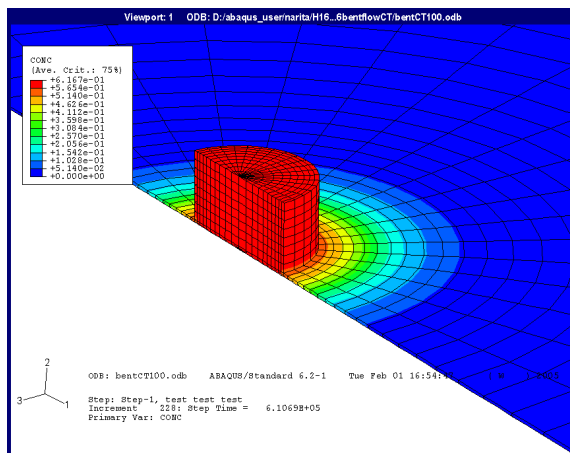 Viewport: 1 ODB: D:/abaqus_user/narita/H16...6bentflowCT/bentCT100.odb
CONC
(Ave. Crit.: 75%)
+6.167e-01
+5.654e-01
+5.140e-01
+4.626e-01
+4.112e-01
+3.598e-01
+3.084e-01
+2.570e-01
+2.056e-01
+1.542e-01
+1.028e-01
+5.140e-02
+0.000e+00
2
3
1
ODB: bentCT100.odb ABAQUS/Standard 6.2-1 Tue Feb 01 16:54:
Step: Step-1, test test test
Increment 228: Step Time = 6.1069E+05
Primary Var: CONC